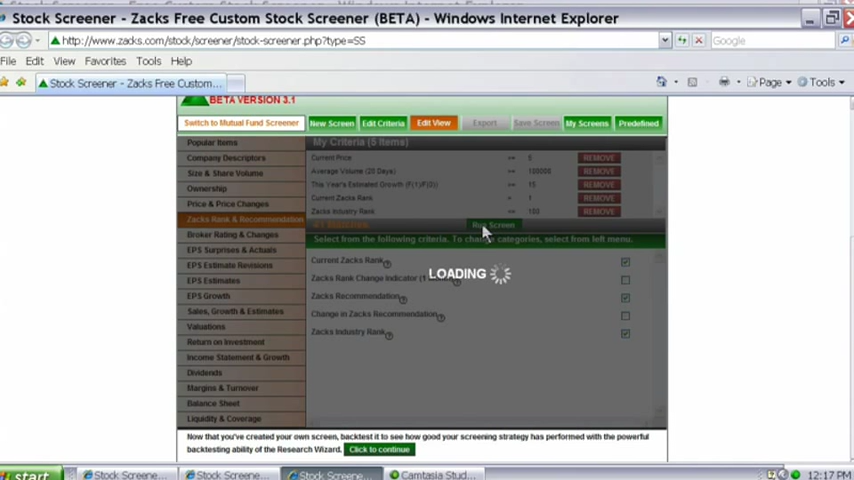 Stock Screener - Zacks Free Custom Stock Screener (BETA) - Windows Internet Explorer
http://www.zacks.com/stock/screener/stock-screener.php?type=SS
Google
File Edit View Favorites Tools Help
Stock Screener - Zacks Free Custom...
Page Tools
BETA VERSION 3.1
Switch to Mutual Fund Screener New Screen Edit Criteria Edit View Export Save Screen My Screens Predefined
Popular Items
My Criteria (5 Items)
Company Descriptors
Current Price >= 5 REMOVE
Size & Share Volume
Average Volume (20 Days) >= 100000 REMOVE
Ownership
This Year's Estimated Growth (F(1)/F(0)) >= 15 REMOVE
Price & Price Changes
Current Zacks Rank = 1 REMOVE
Zacks Rank & Recommendation
Zacks Industry Rank <= 100 REMOVE
Run Screen
Broker Rating & Changes
Select from the following criteria. To change categories, select from left menu.
EPS Surprises & Actuals
EPS Estimate Revisions
Current Zacks Rank
EPS Estimates
Zacks Rank Change Indicator (1
LOADING
EPS Growth
Zacks Recommendation
Sales, Growth & Estimates
Change in Zacks Recommendation
Valuations
Zacks Industry Rank
Return on Investment
Income Statement & Growth
Dividends
Margins & Turnover
Balance Sheet
Liquidity & Coverage
Now that you've created your own screen, backtest it to see how good your screening strategy has performed with the powerful
backtesting ability of the Research Wizard. Click to continue
start Stock Screene... Stock Screene... Stock Screene... Camtasia Stud... 12:17 PM